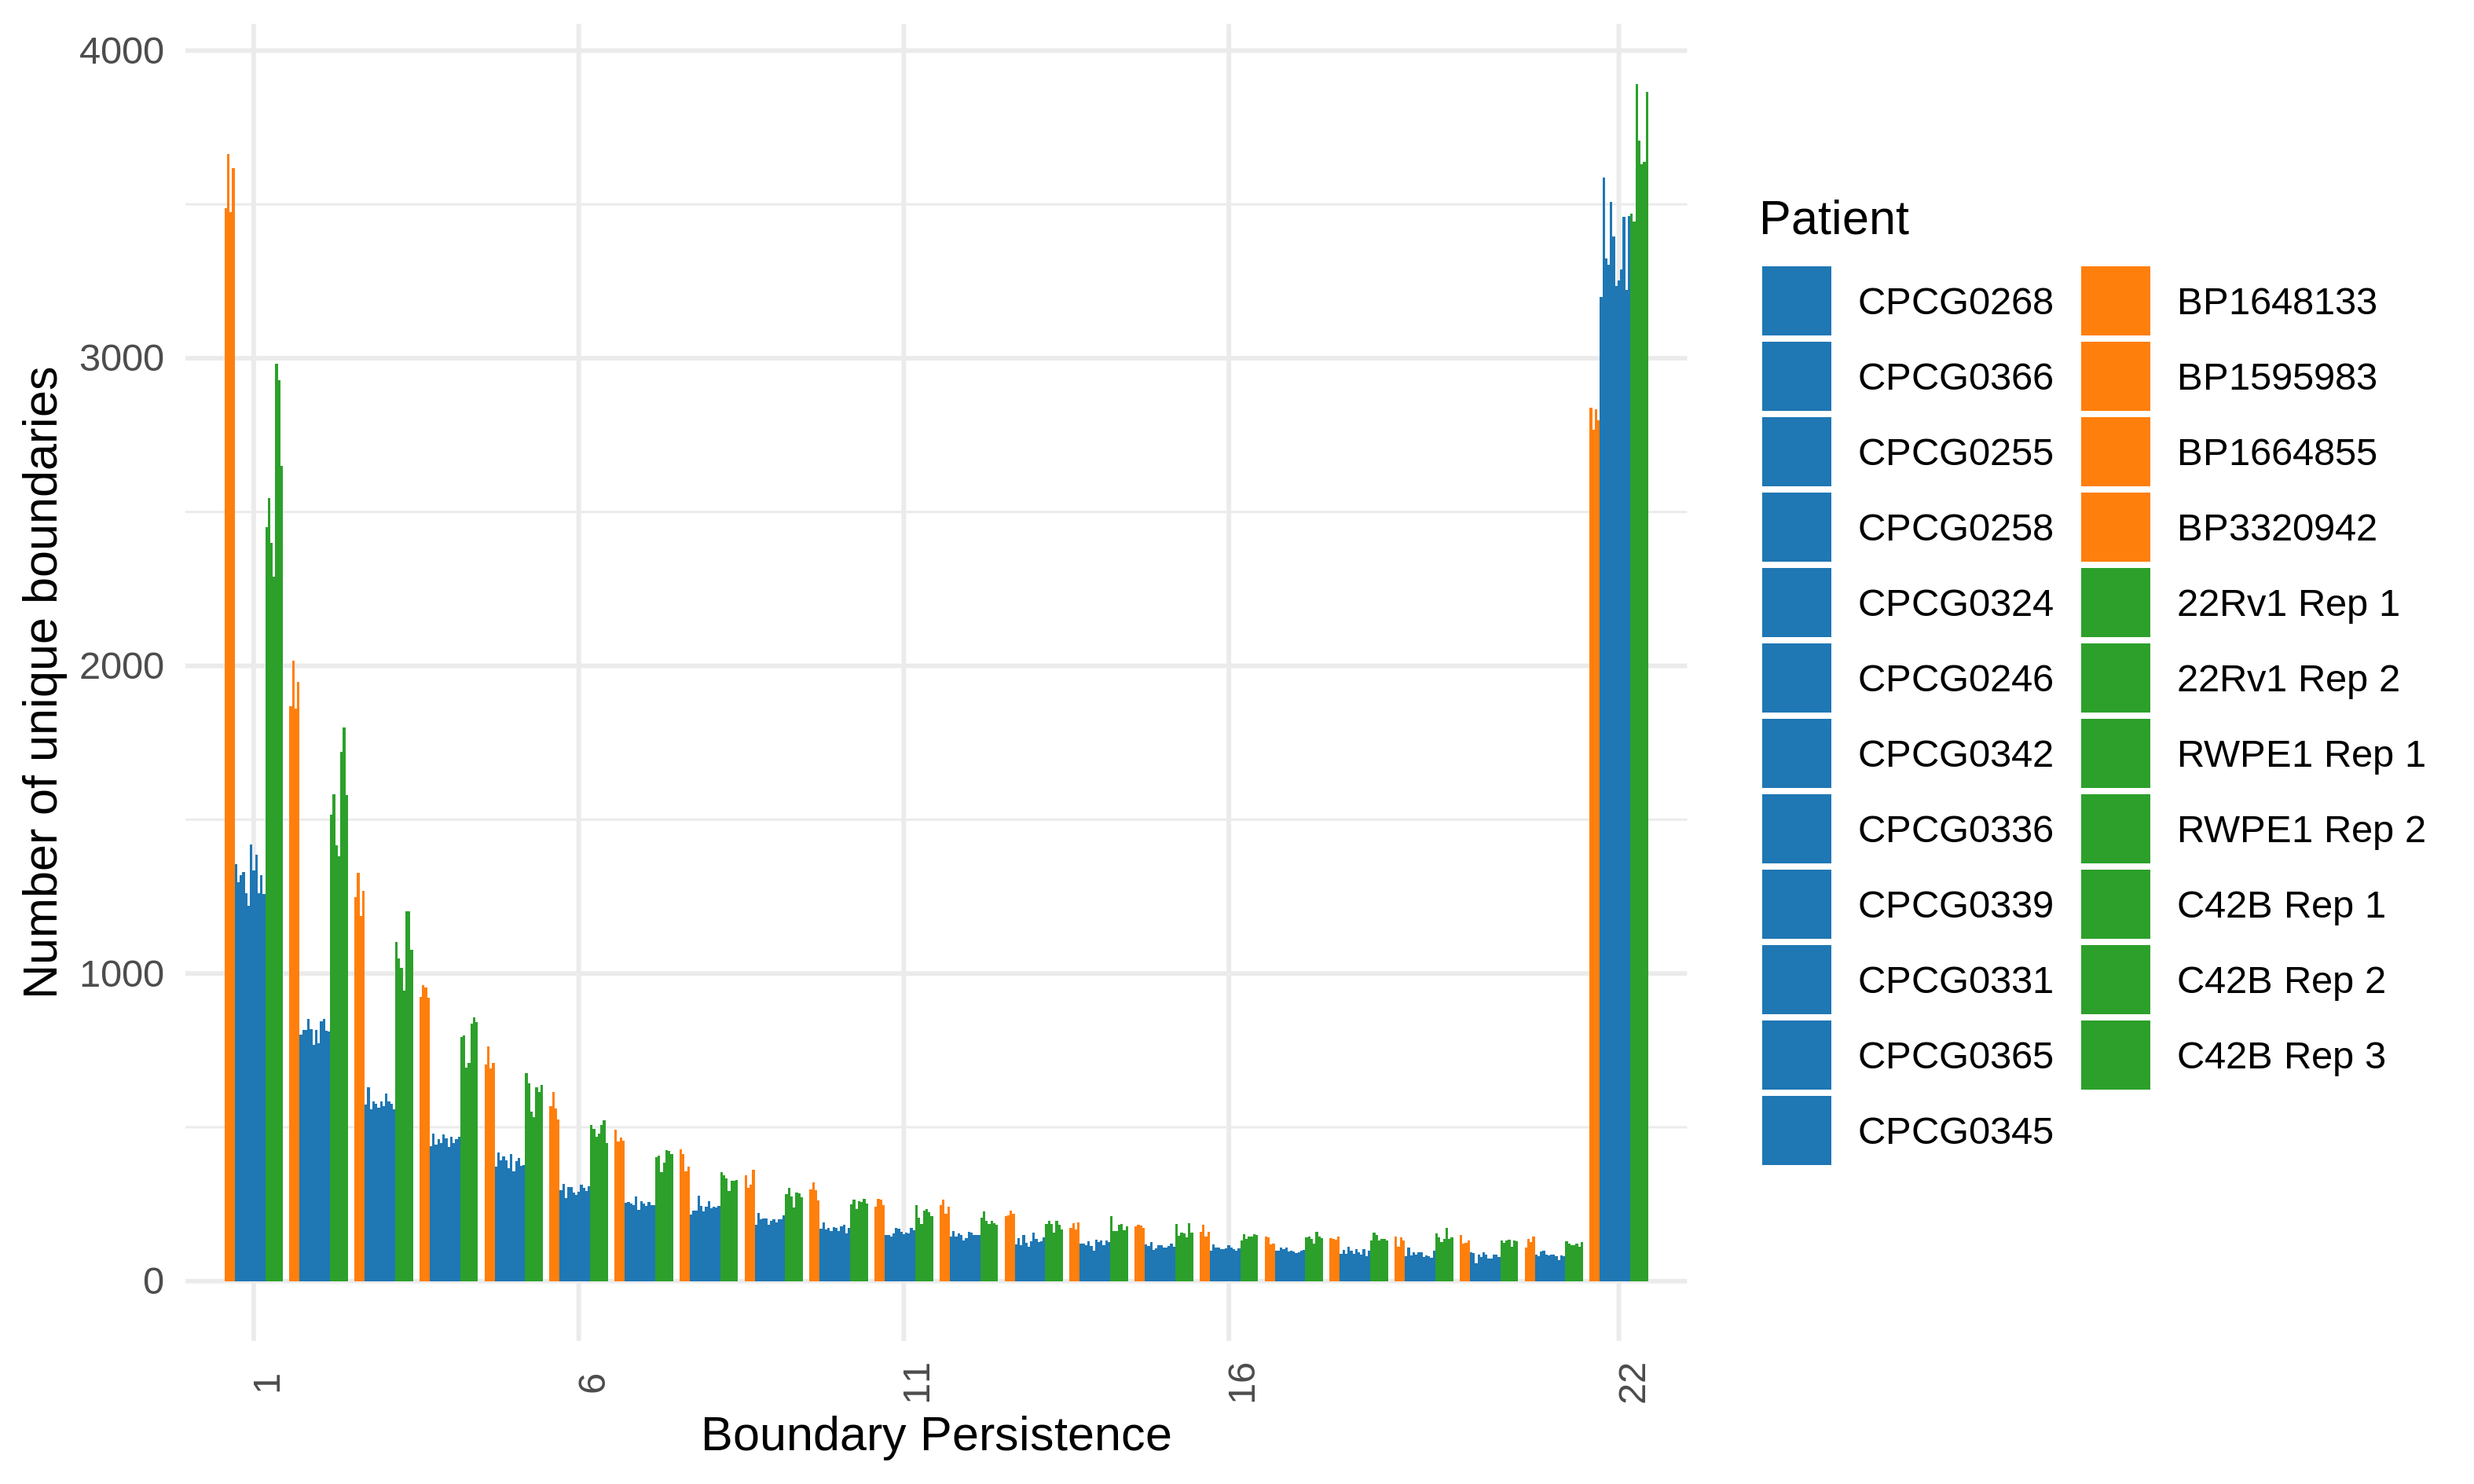 Number of unique boundaries
4000
3000
2000
1000
0
1
6
11
16
22
Boundary Persistence
Patient
CPCG0268
CPCG0366
CPCG0255
CPCG0258
CPCG0324
CPCG0246
CPCG0342
CPCG0336
CPCG0339
CPCG0331
CPCG0365
CPCG0345
BP1648133
BP1595983
BP1664855
BP3320942
22Rv1 Rep 1
22Rv1 Rep 2
RWPE1 Rep 1
RWPE1 Rep 2
C42B Rep 1
C42B Rep 2
C42B Rep 3